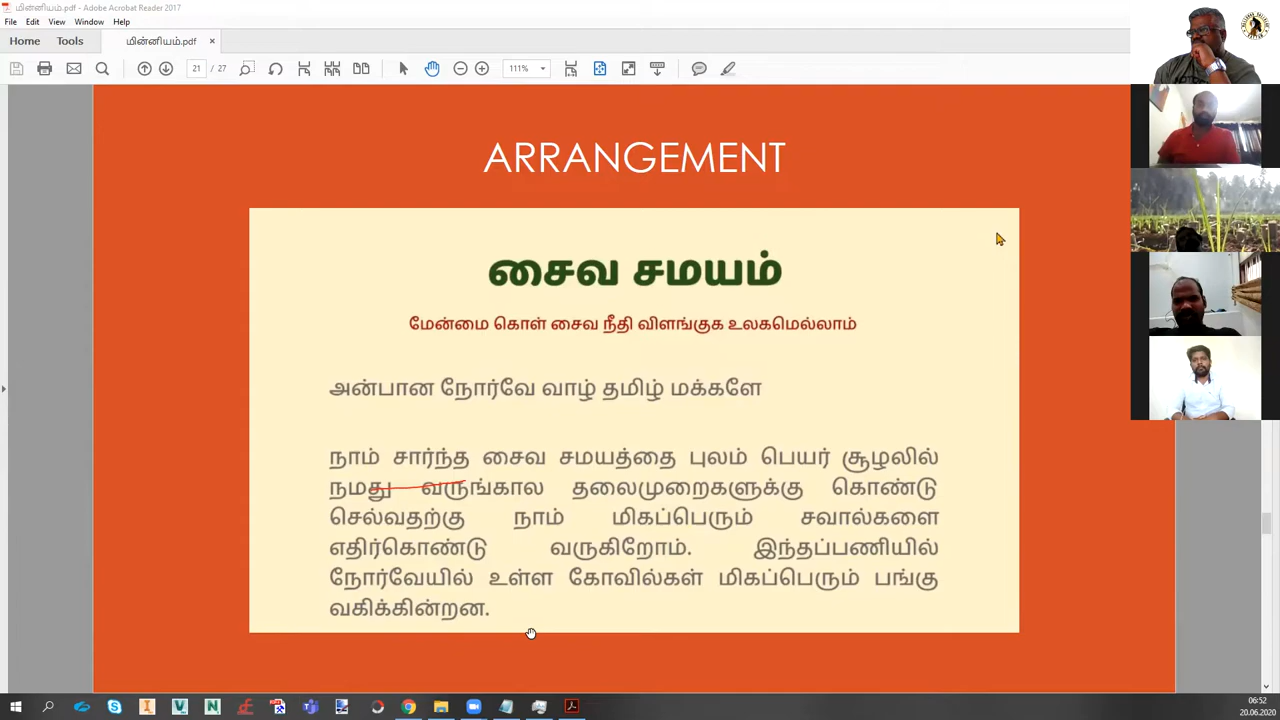 மின்னியம்.pdf - Adobe Acrobat Reader 2017
File Edit View Window Help
Home Tools மின்னியம்.pdf ×
21 / 27 111%
ARRANGEMENT
சைவ சமயம்
மேன்மை கொள் சைவ நீதி விளங்குக உலகமெல்லாம்
அன்பான நோர்வே வாழ் தமிழ் மக்களே
நாம் சார்ந்த சைவ சமயத்தை புலம் பெயர் சூழலில்
நமது வருங்கால தலைமுறைகளுக்கு கொண்டு
செல்வதற்கு நாம் மிகப்பெரும் சவால்களை
எதிர்கொண்டு வருகிறோம். இந்தப்பணியில்
நோர்வேயில் உள்ள கோவில்கள் மிகப்பெரும் பங்கு
வகிக்கின்றன.
06:52
20.06.2020